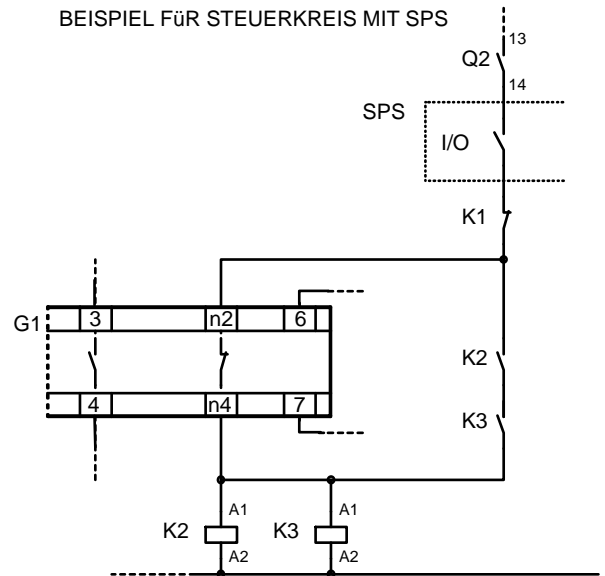 BEISPIEL FüR STEUERKREIS MIT SPS
13
Q2
14
SPS
I/O
K1
G1
3
n2
6
K2
4
n4
7
K3
A1
A1
K2
K3
A2
A2